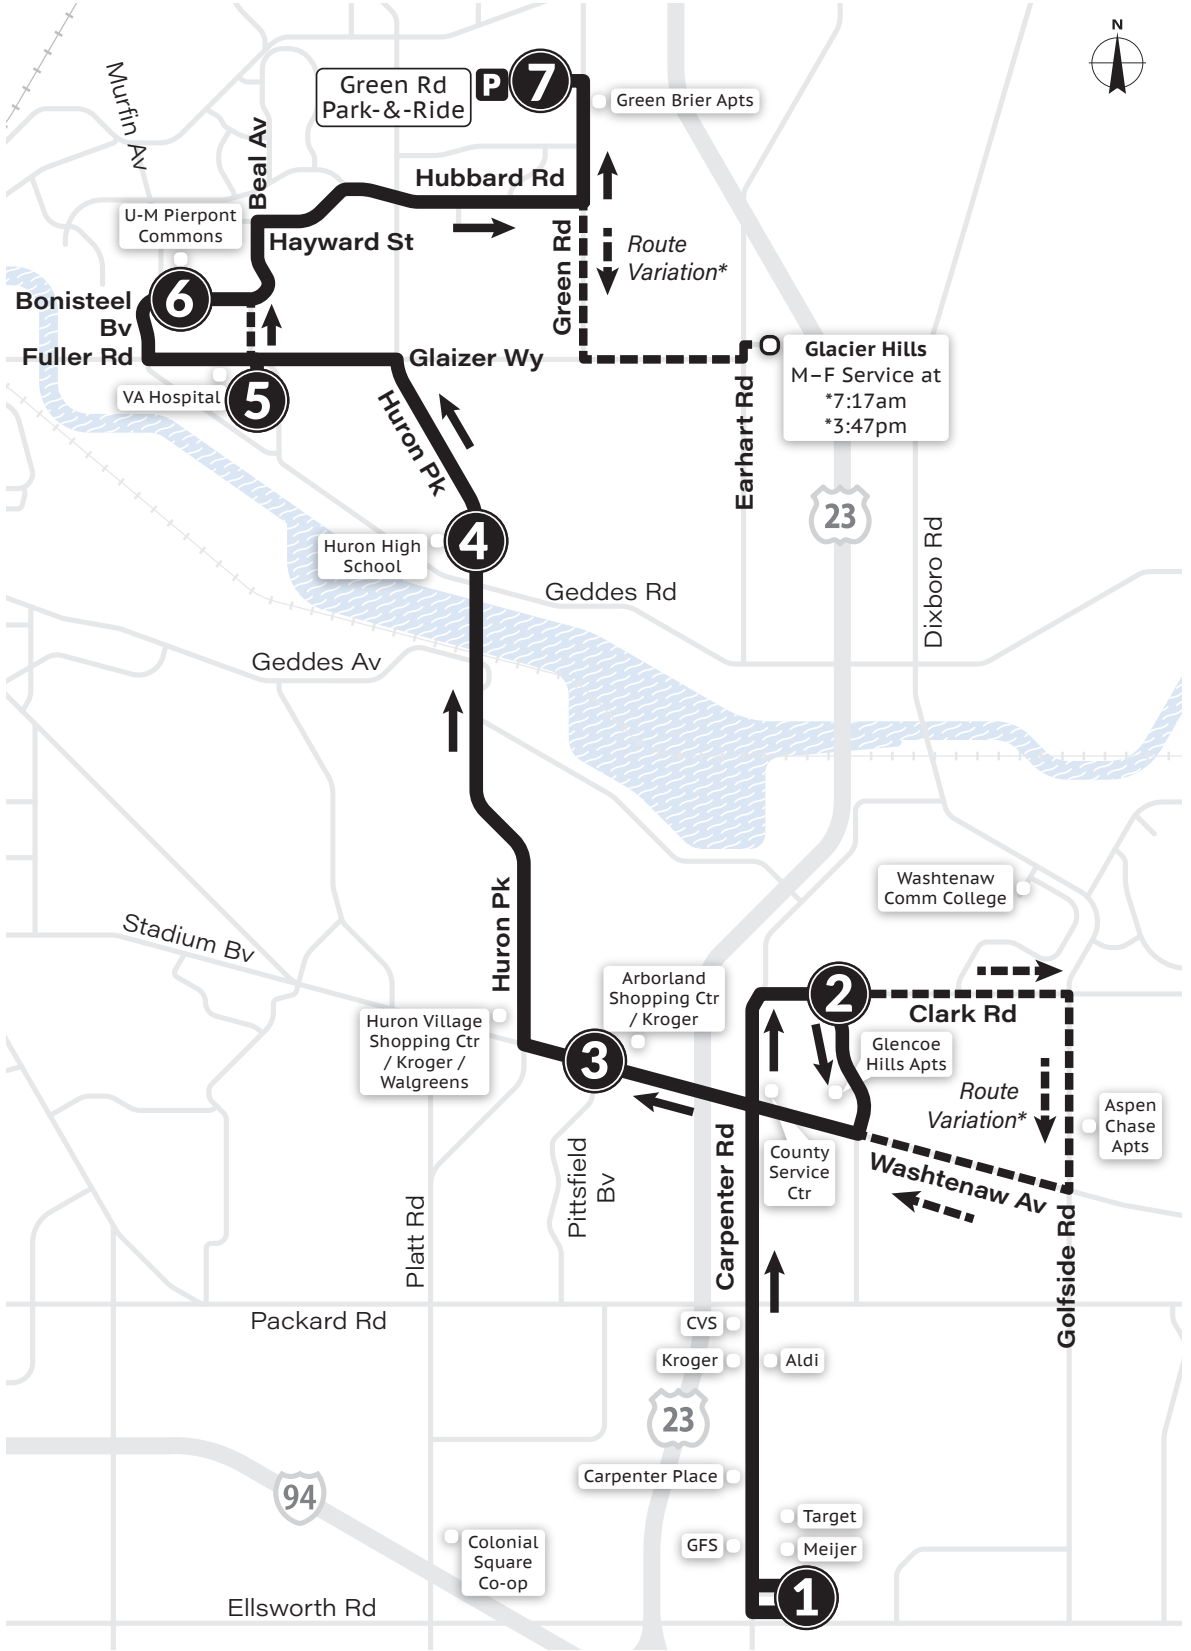 N
Murfin Av
Green Rd
Park-&-Ride
P
7
Green Brier Apts
Beal Av
Hubbard Rd
U-M Pierpont
Commons
Hayward St
Green Rd
Route
Variation*
6
Bonisteel
Bv
Fuller Rd
Glaizer Wy
VA Hospital
5
Glacier Hills
M–F Service at
*7:17am
*3:47pm
Earhart Rd
Huron Pk
23
4
Huron High
School
Geddes Rd
Dixboro Rd
Geddes Av
Washtenaw
Comm College
Huron Pk
Stadium Bv
Arborland
Shopping Ctr
/ Kroger
2
Clark Rd
Huron Village
Shopping Ctr
/ Kroger /
Walgreens
3
Glencoe
Hills Apts
Route
Variation*
Aspen
Chase
Apts
Carpenter Rd
County
Service
Ctr
Washtenaw Av
Pittsfield
Bv
Platt Rd
Golfside Rd
Packard Rd
CVS
Kroger
Aldi
23
Carpenter Place
94
Target
GFS
Meijer
Colonial
Square
Co-op
1
Ellsworth Rd